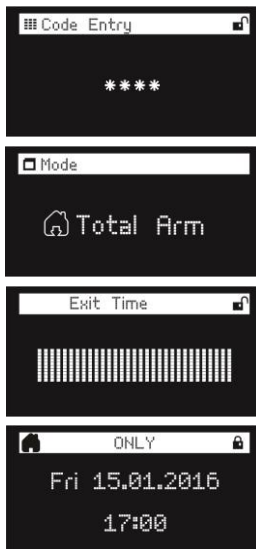 Code Entry
****
Mode
Total Arm
Exit Time
ONLY
Fri 15.01.2016
17:00